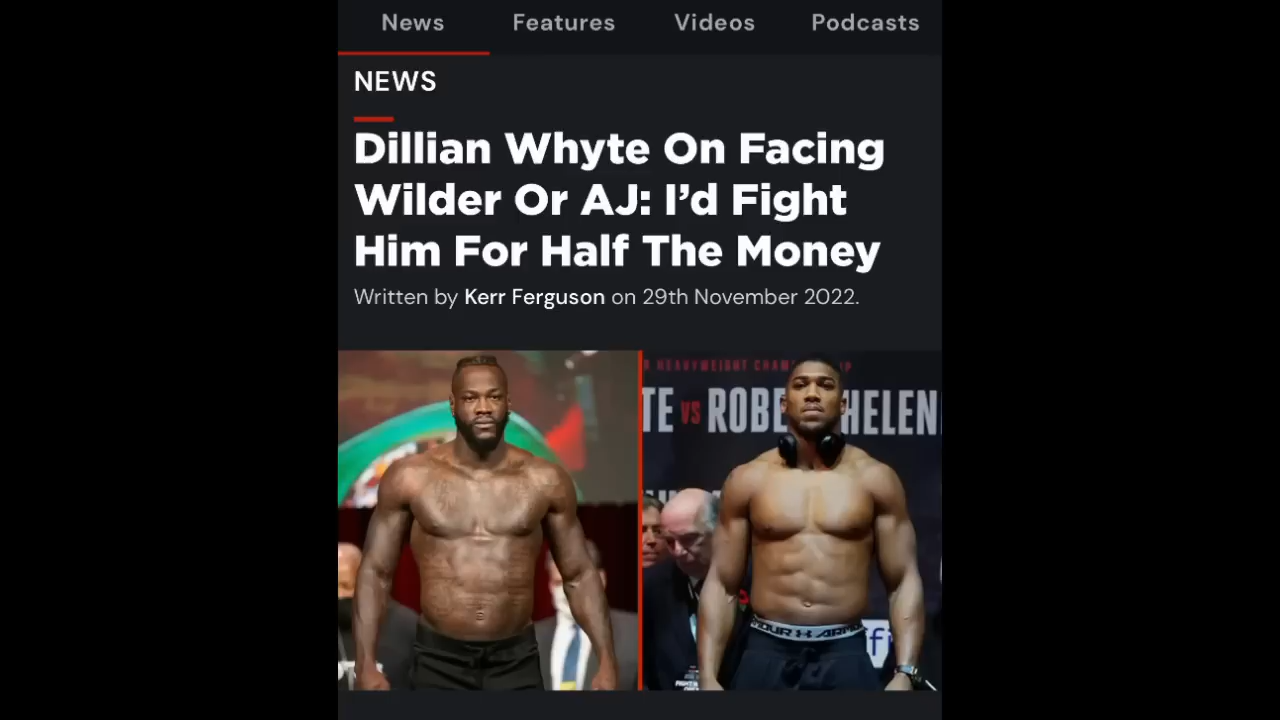 News Features Videos Podcasts
NEWS
Dillian Whyte On Facing
Wilder Or AJ: I’d Fight
Him For Half The Money
Written by Kerr Ferguson on 29th November 2022.
HEAVYWEIGHT
TE VS ROBE HELEN